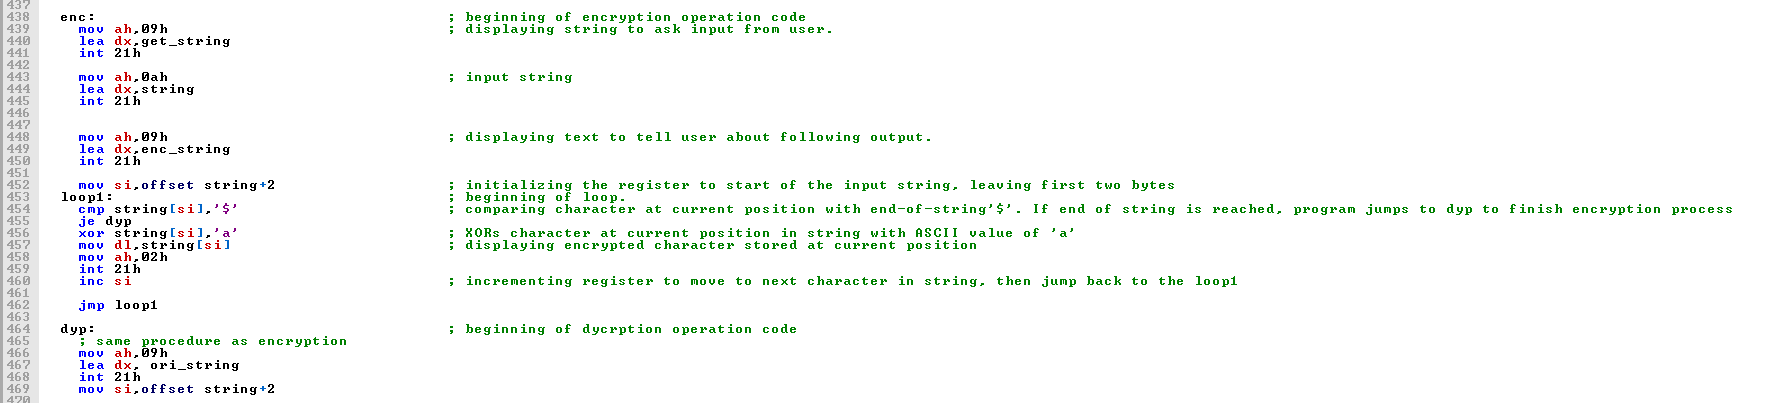 437
438 enc: ; beginning of encryption operation code
439 mov ah,09h ; displaying string to ask input from user.
440 lea dx,get_string
441 int 21h
442
443 mov ah,0ah ; input string
444 lea dx,string
445 int 21h
446
447
448 mov ah,09h ; displaying text to tell user about following output.
449 lea dx,enc_string
450 int 21h
451
452 mov si,offset string+2 ; initializing the register to start of the input string, leaving first two bytes
453 loop1: ; beginning of loop.
454 cmp string[si],'$' ; comparing character at current position with end-of-string'$'. If end of string is reached, program jumps to dyp to finish encryption process
455 je dyp
456 xor string[si],'a' ; XORs character at current position in string with ASCII value of 'a'
457 mov dl,string[si] ; displaying encrypted character stored at current position
458 mov ah,02h
459 int 21h
460 inc si ; incrementing register to move to next character in string, then jump back to the loop1
461
462 jmp loop1
463
464 dyp: ; beginning of dycrption operation code
465 ; same procedure as encryption
466 mov ah,09h
467 lea dx, ori_string
468 int 21h
469 mov si,offset string+2
470